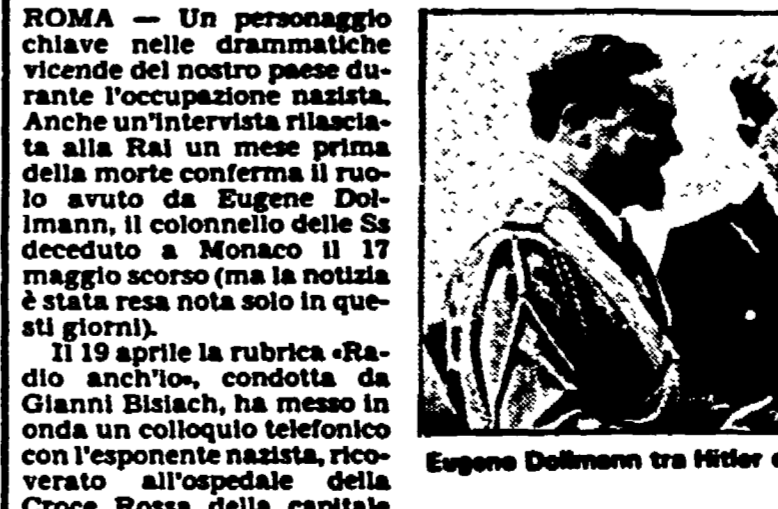 ROMA — Un personaggio
chiave nelle drammatiche
vicende del nostro paese du-
rante l'occupazione nazista.
Anche un'intervista rilascia-
ta alla Rai un mese prima
della morte conferma il ruo-
lo avuto da Eugene Dol-
lmann, il colonnello delle Ss
deceduto a Monaco il 17
maggio scorso (ma la notizia
è stata resa nota solo in que-
sti giorni).
Il 19 aprile la rubrica «Ra-
dio anch'io», condotta da
Gianni Bisiach, ha messo in
onda un colloquio telefonico
con l'esponente nazista, rico-
verato all'ospedale della
Croce Rossa della capitale
Eugene Dollmann tra Hitler